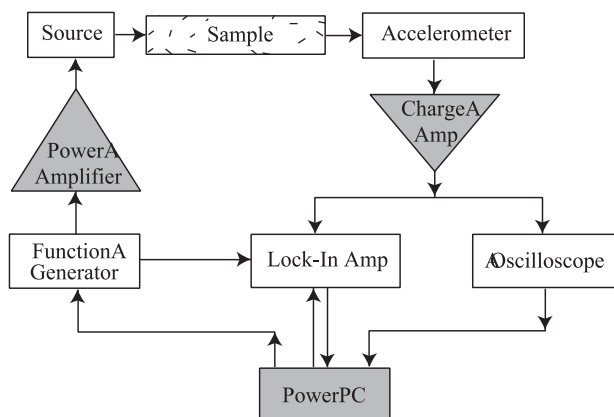 Source
Sample
Accelerometer
ChargeA
Amp
PowerA
Amplifier
FunctionA
Generator
Lock-In Amp
AOscilloscope
PowerPC